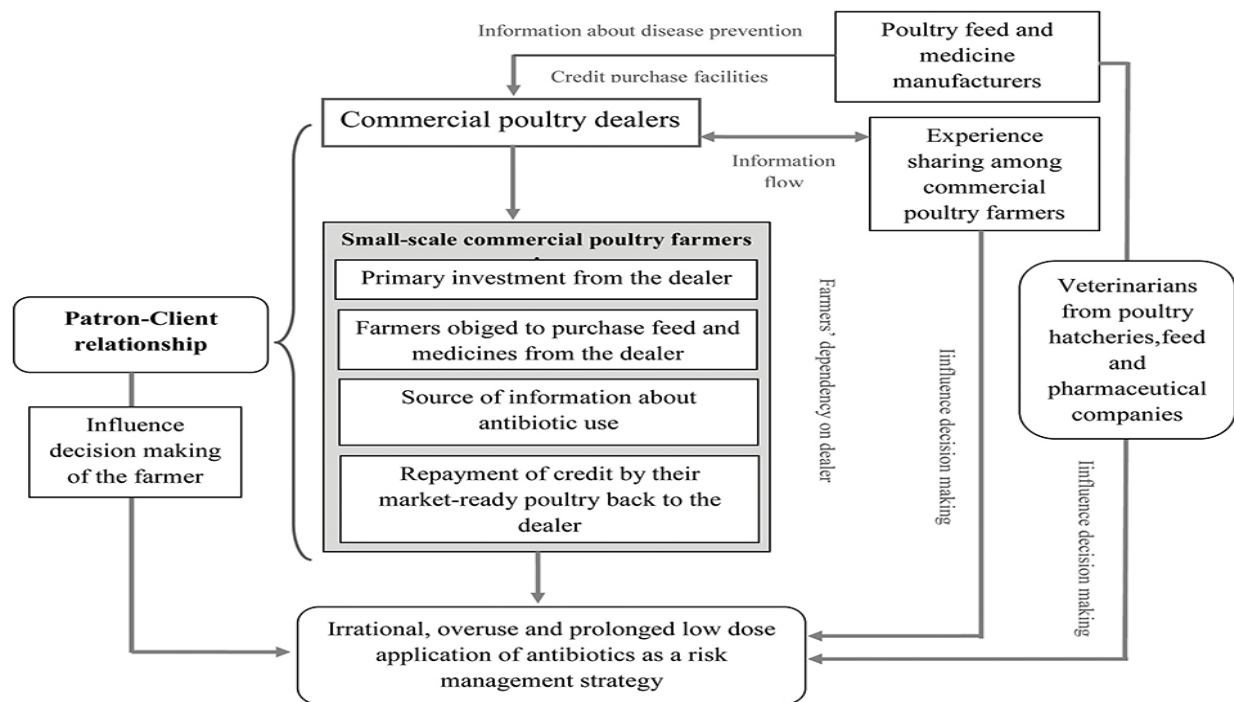 Information about disease prevention
Credit purchase facilities
Poultry feed and
medicine
manufacturers
Commercial poultry dealers
Information
flow
Experience
sharing among
commercial
poultry farmers
Small-scale commercial poultry farmers
Primary investment from the dealer
Farmers obiged to purchase feed and
medicines from the dealer
Source of information about
antibiotic use
Repayment of credit by their
market-ready poultry back to the
dealer
Patron-Client
relationship
Influence
decision making
of the farmer
Farmers' dependency on dealer
Iinfluence decision making
Veterinarians
from poultry
hatcheries,feed
and
pharmaceutical
companies
Iinfluence decision making
Irrational, overuse and prolonged low dose
application of antibiotics as a risk
management strategy